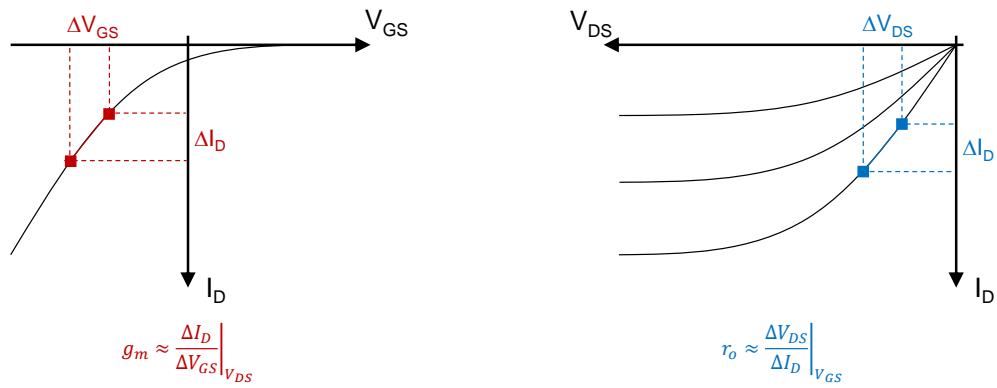 ΔV_GS
V_GS
ΔI_D
I_D
g_m ≈ ΔI_D / ΔV_GS |_V_DS
V_DS
ΔV_DS
ΔI_D
I_D
r_o ≈ ΔV_DS / ΔI_D |_V_GS